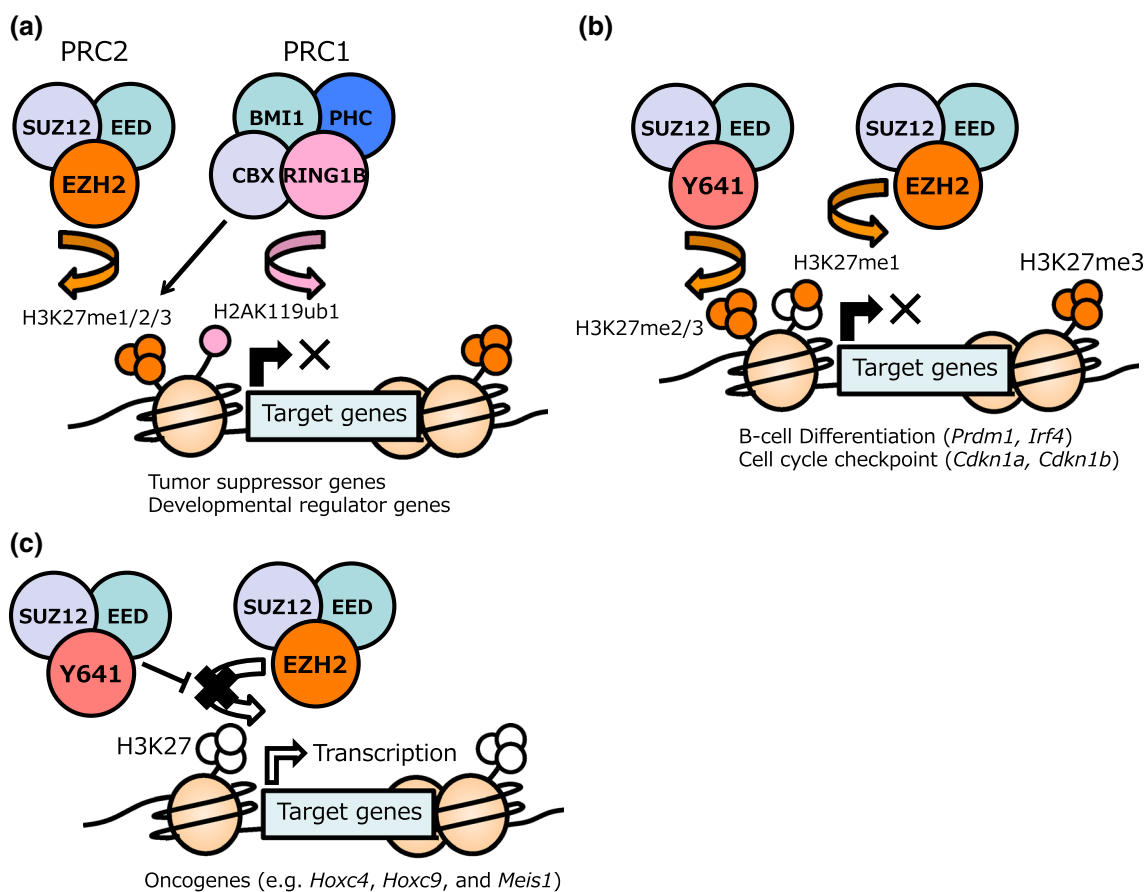 (a)
PRC2
PRC1
SUZ12
EED
EZH2
BMI1
PHC
CBX
RING1B
H3K27me1/2/3
H2AK119ub1
Target genes
Tumor suppressor genes
Developmental regulator genes
(b)
SUZ12
EED
Y641
SUZ12
EED
EZH2
H3K27me1
H3K27me3
H3K27me2/3
Target genes
B-cell Differentiation (Prdm1, Irf4)
Cell cycle checkpoint (Cdkn1a, Cdkn1b)
(c)
SUZ12
EED
Y641
SUZ12
EED
EZH2
H3K27
Transcription
Target genes
Oncogenes (e.g. Hoxc4, Hoxc9, and Meis1)